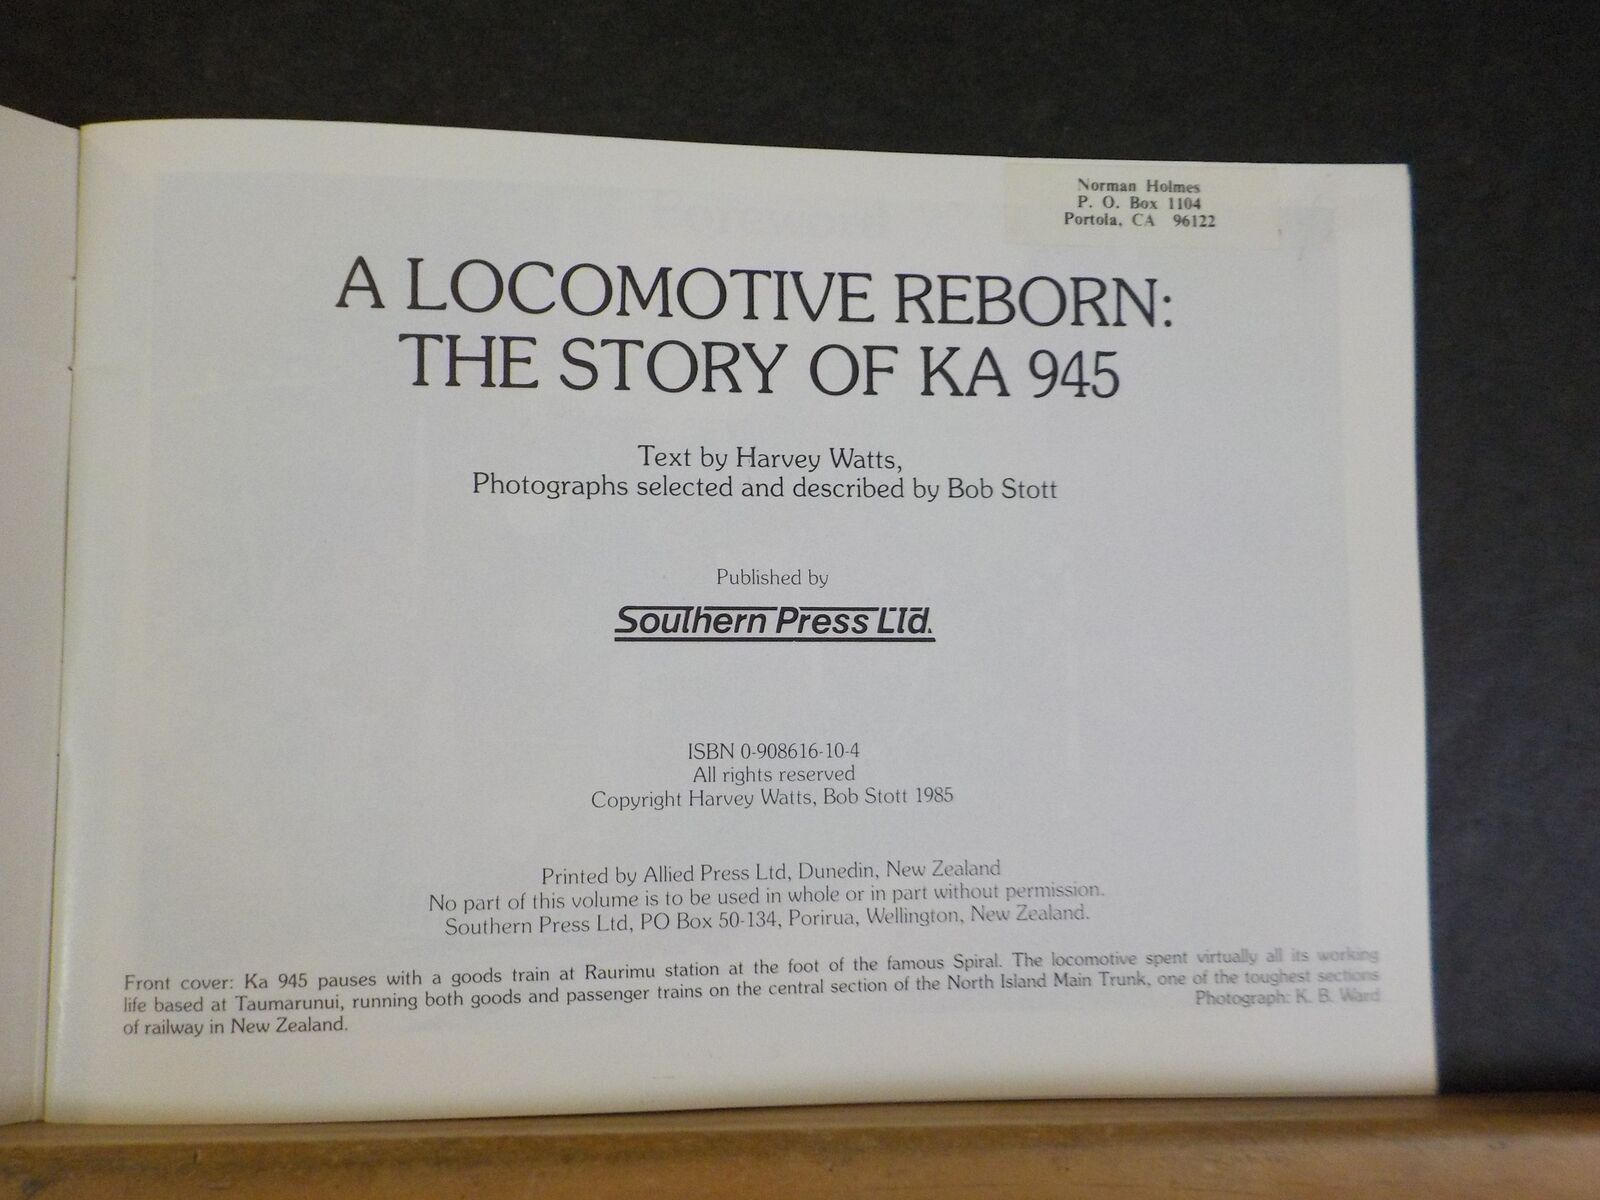 Norman Holmes
P. O. Box 1104
Portola, CA 96122
A LOCOMOTIVE REBORN:
THE STORY OF KA 945
Text by Harvey Watts,
Photographs selected and described by Bob Stott
Published by
Southern Press Ltd.
ISBN 0-908616-10-4
All rights reserved
Copyright Harvey Watts, Bob Stott 1985
Printed by Allied Press Ltd, Dunedin, New Zealand
No part of this volume is to be used in whole or in part without permission.
Southern Press Ltd, PO Box 50-134, Porirua, Wellington, New Zealand.
Front cover: Ka 945 pauses with a goods train at Raurimu station at the foot of the famous Spiral. The locomotive spent virtually all its working
life based at Taumarunui, running both goods and passenger trains on the central section of the North Island Main Trunk, one of the toughest sections
of railway in New Zealand. Photograph: K. B. Ward